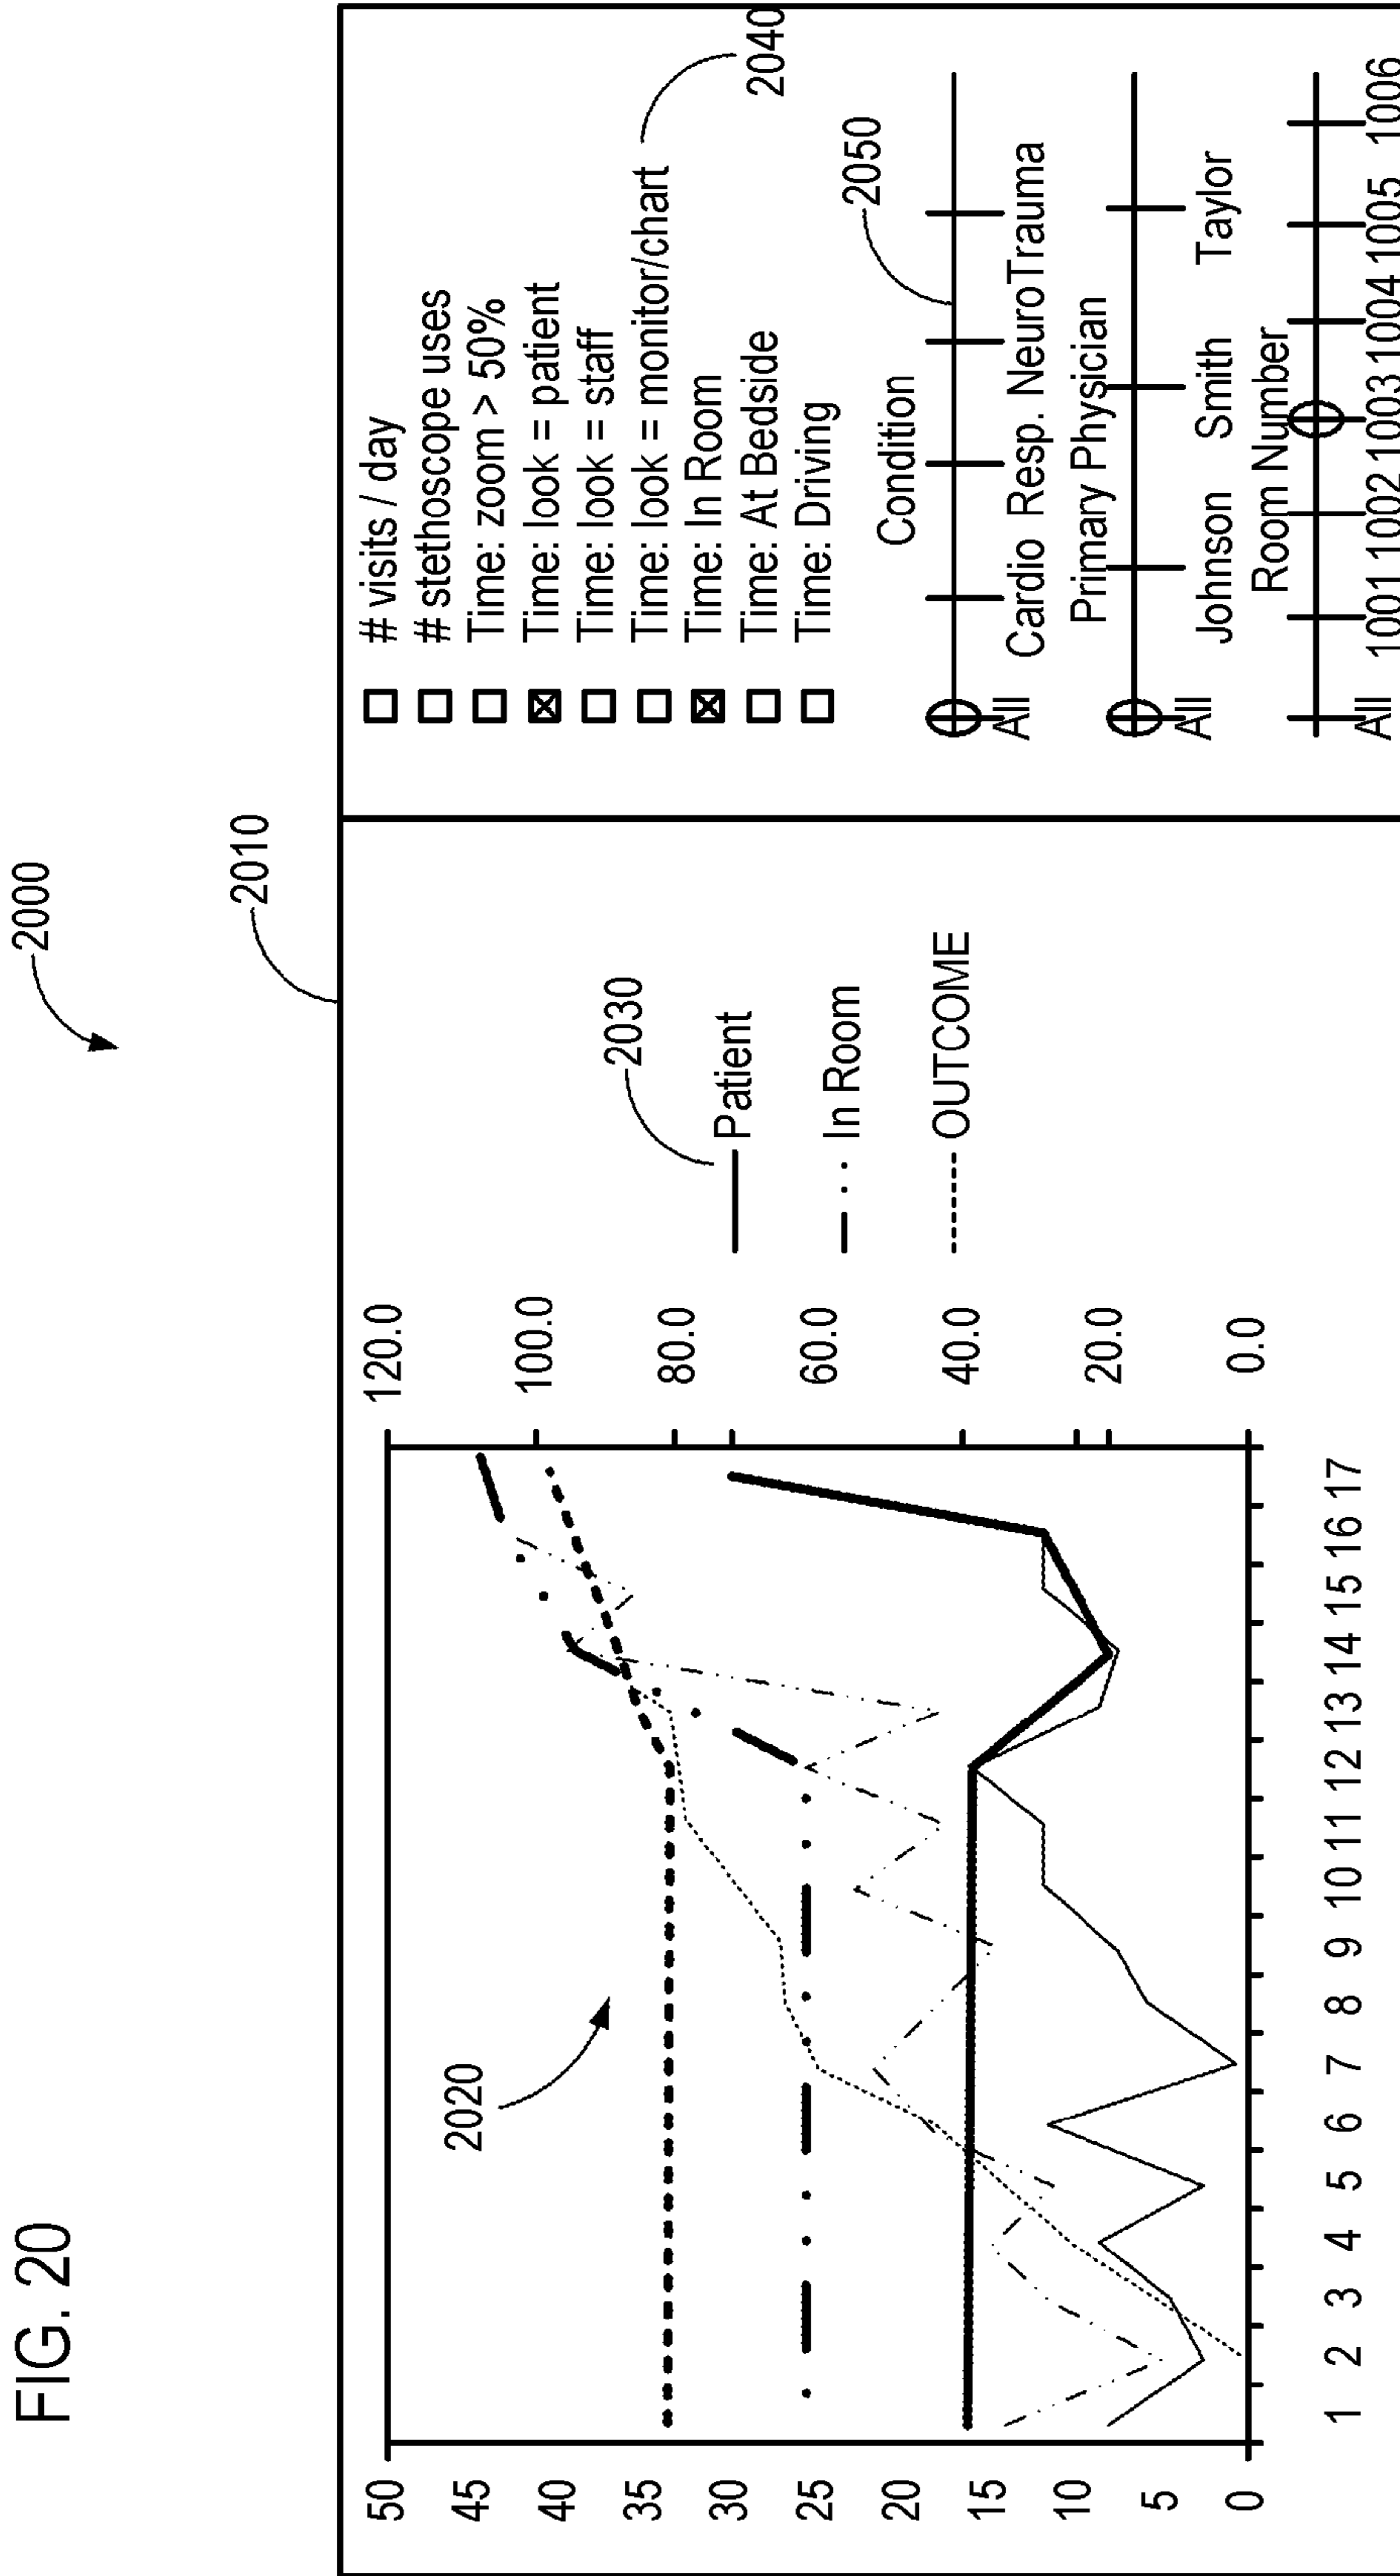 FIG. 20
2000
2010
2020
50
45
40
35
30
25
20
15
10
5
0
1 2 3 4 5 6 7 8 9 10 11 12 13 14 15 16 17
120.0
100.0
80.0
60.0
40.0
20.0
0.0
2030
Patient
In Room
OUTCOME
# visits / day
# stethoscope uses
Time: zoom > 50%
Time: look = patient
Time: look = staff
Time: look = monitor/chart
Time: In Room
Time: At Bedside
Time: Driving
2040
2050
Condition
All Cardio Resp. Neuro Trauma
Primary Physician
All Johnson Smith Taylor
Room Number
All 1001 1002 1003 1004 1005 1006